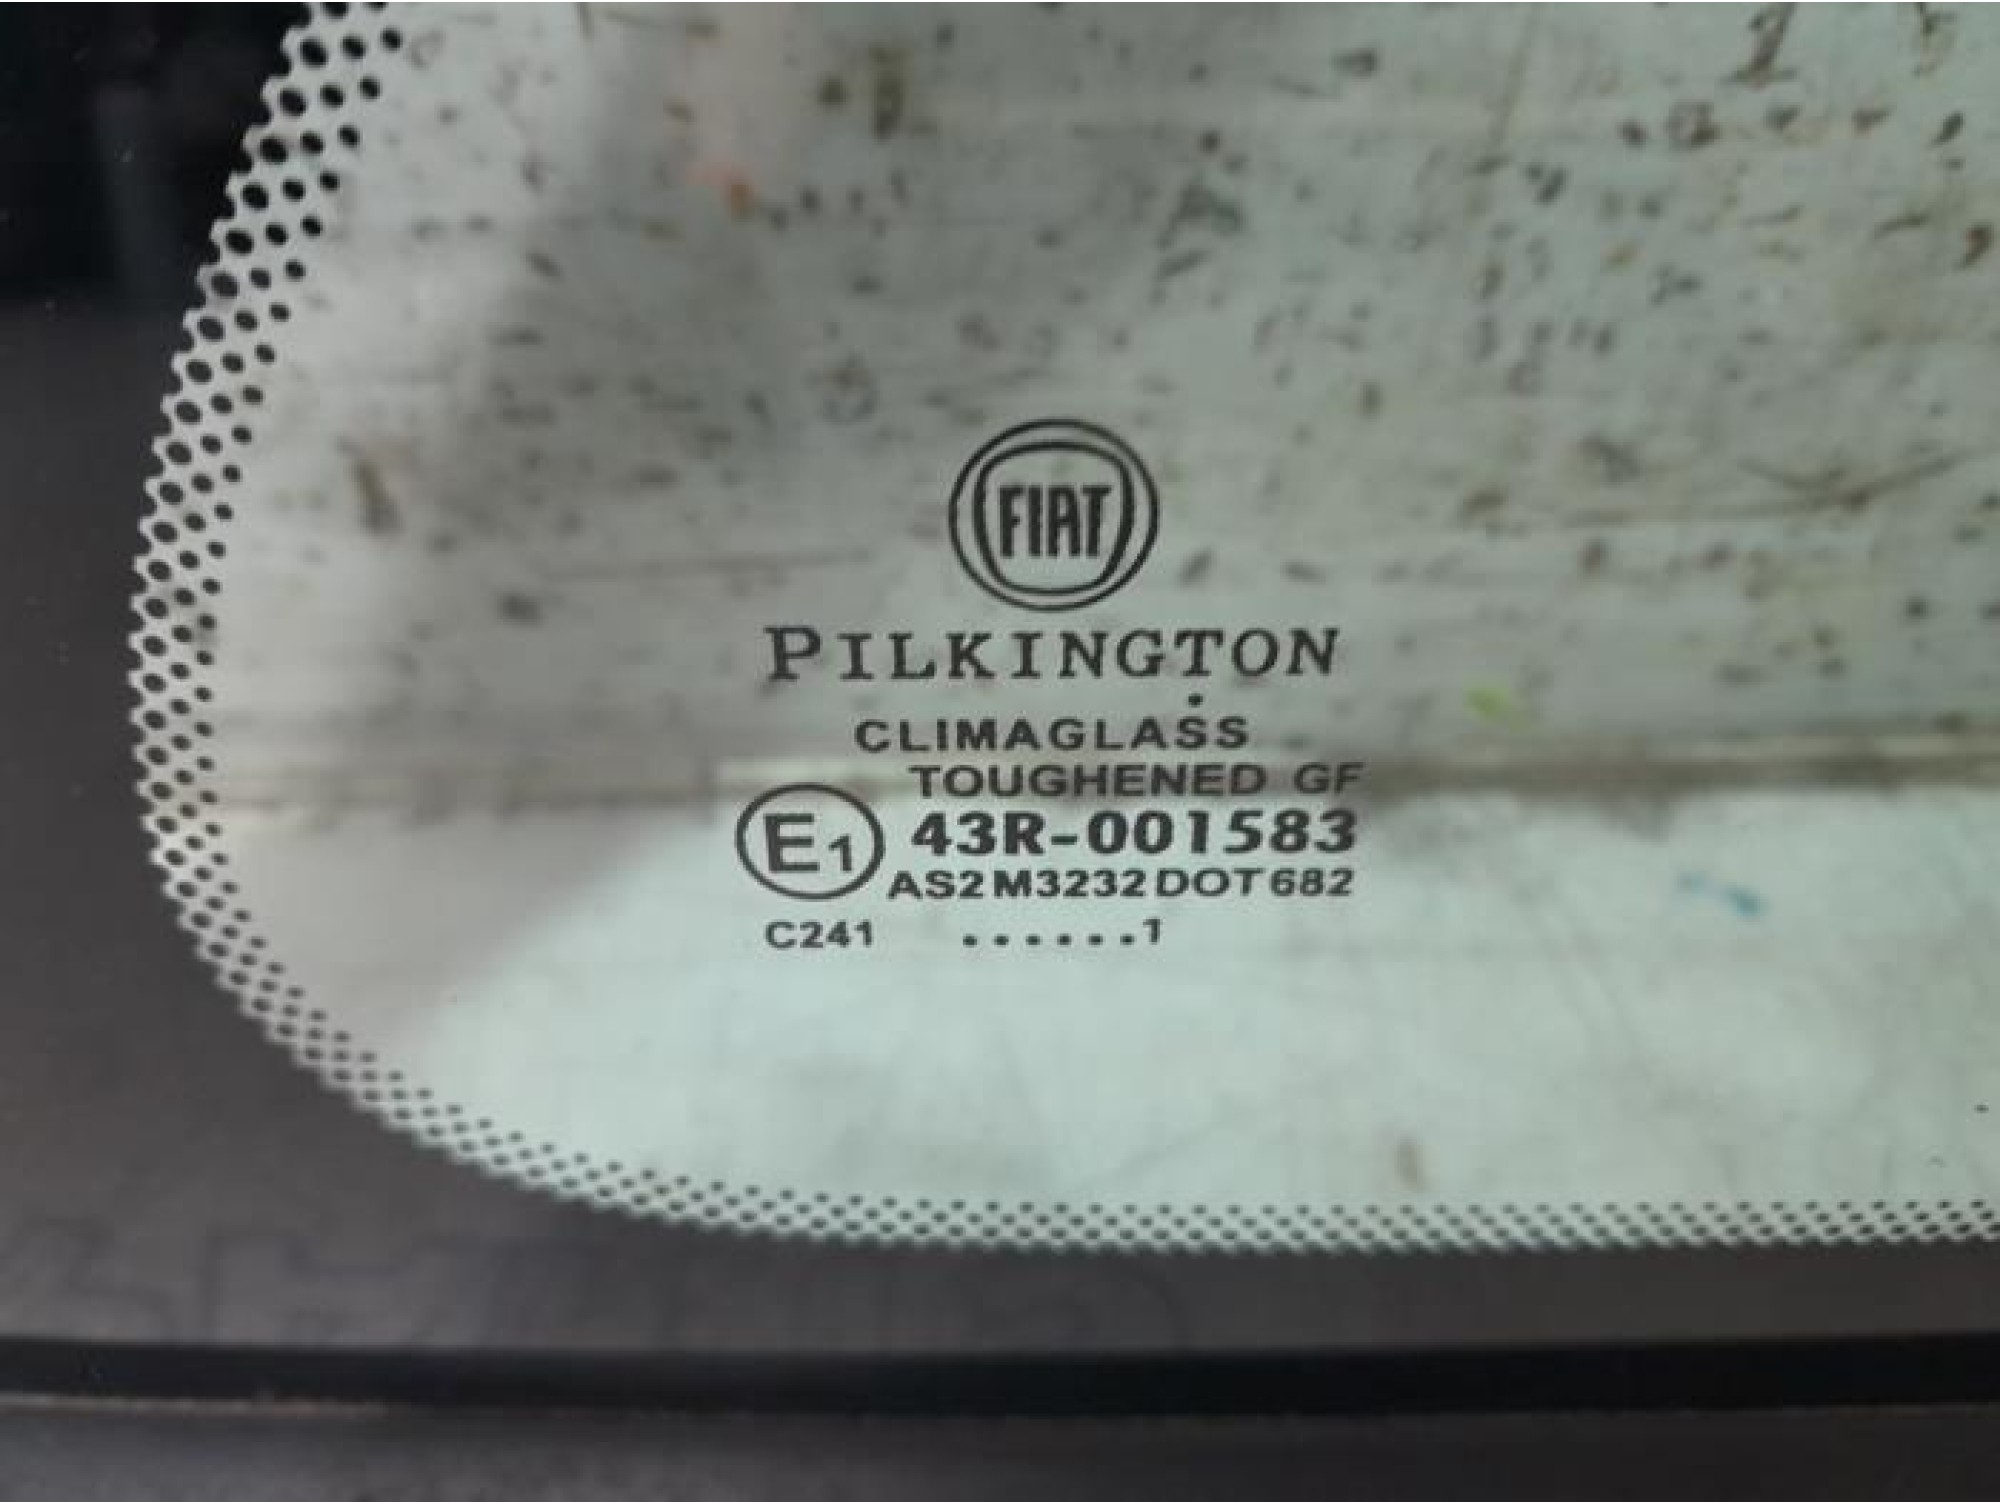 FIAT
PILKINGTON
CLIMAGLASS
TOUGHENED GF
E1 43R-001583
AS2 M3232 DOT 682
C241 ......1